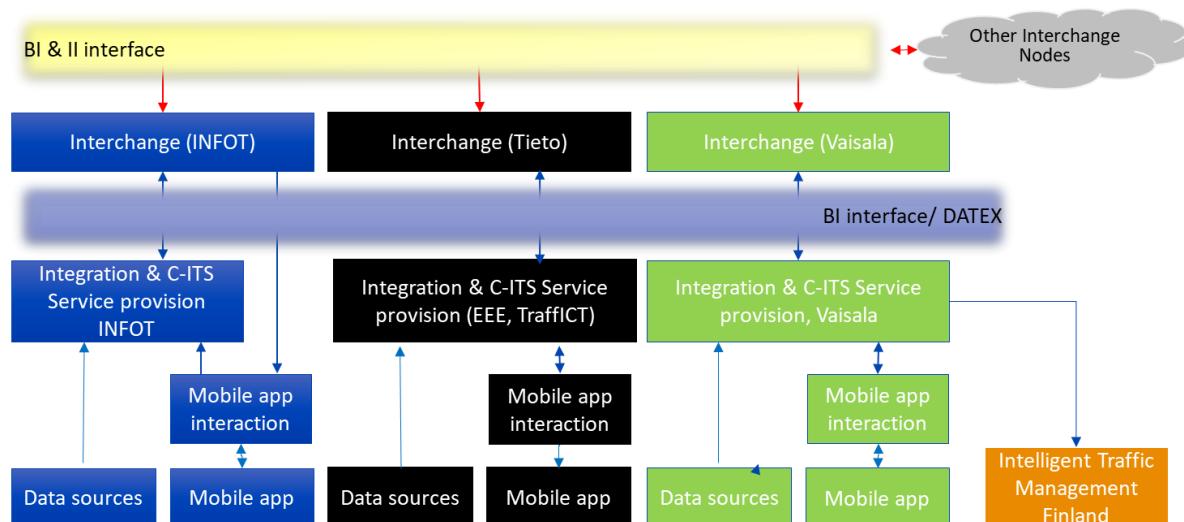 BI & II interface
Other Interchange
Nodes
Interchange (INFOT)
Interchange (Tieto)
Interchange (Vaisala)
BI interface/ DATEX
Integration & C-ITS
Service provision
INFOT
Integration & C-ITS Service
provision (EEE, TraffICT)
Integration & C-ITS Service
provision, Vaisala
Mobile app
interaction
Mobile app
interaction
Mobile app
interaction
Data sources
Mobile app
Data sources
Mobile app
Data sources
Mobile app
Intelligent Traffic
Management
Finland